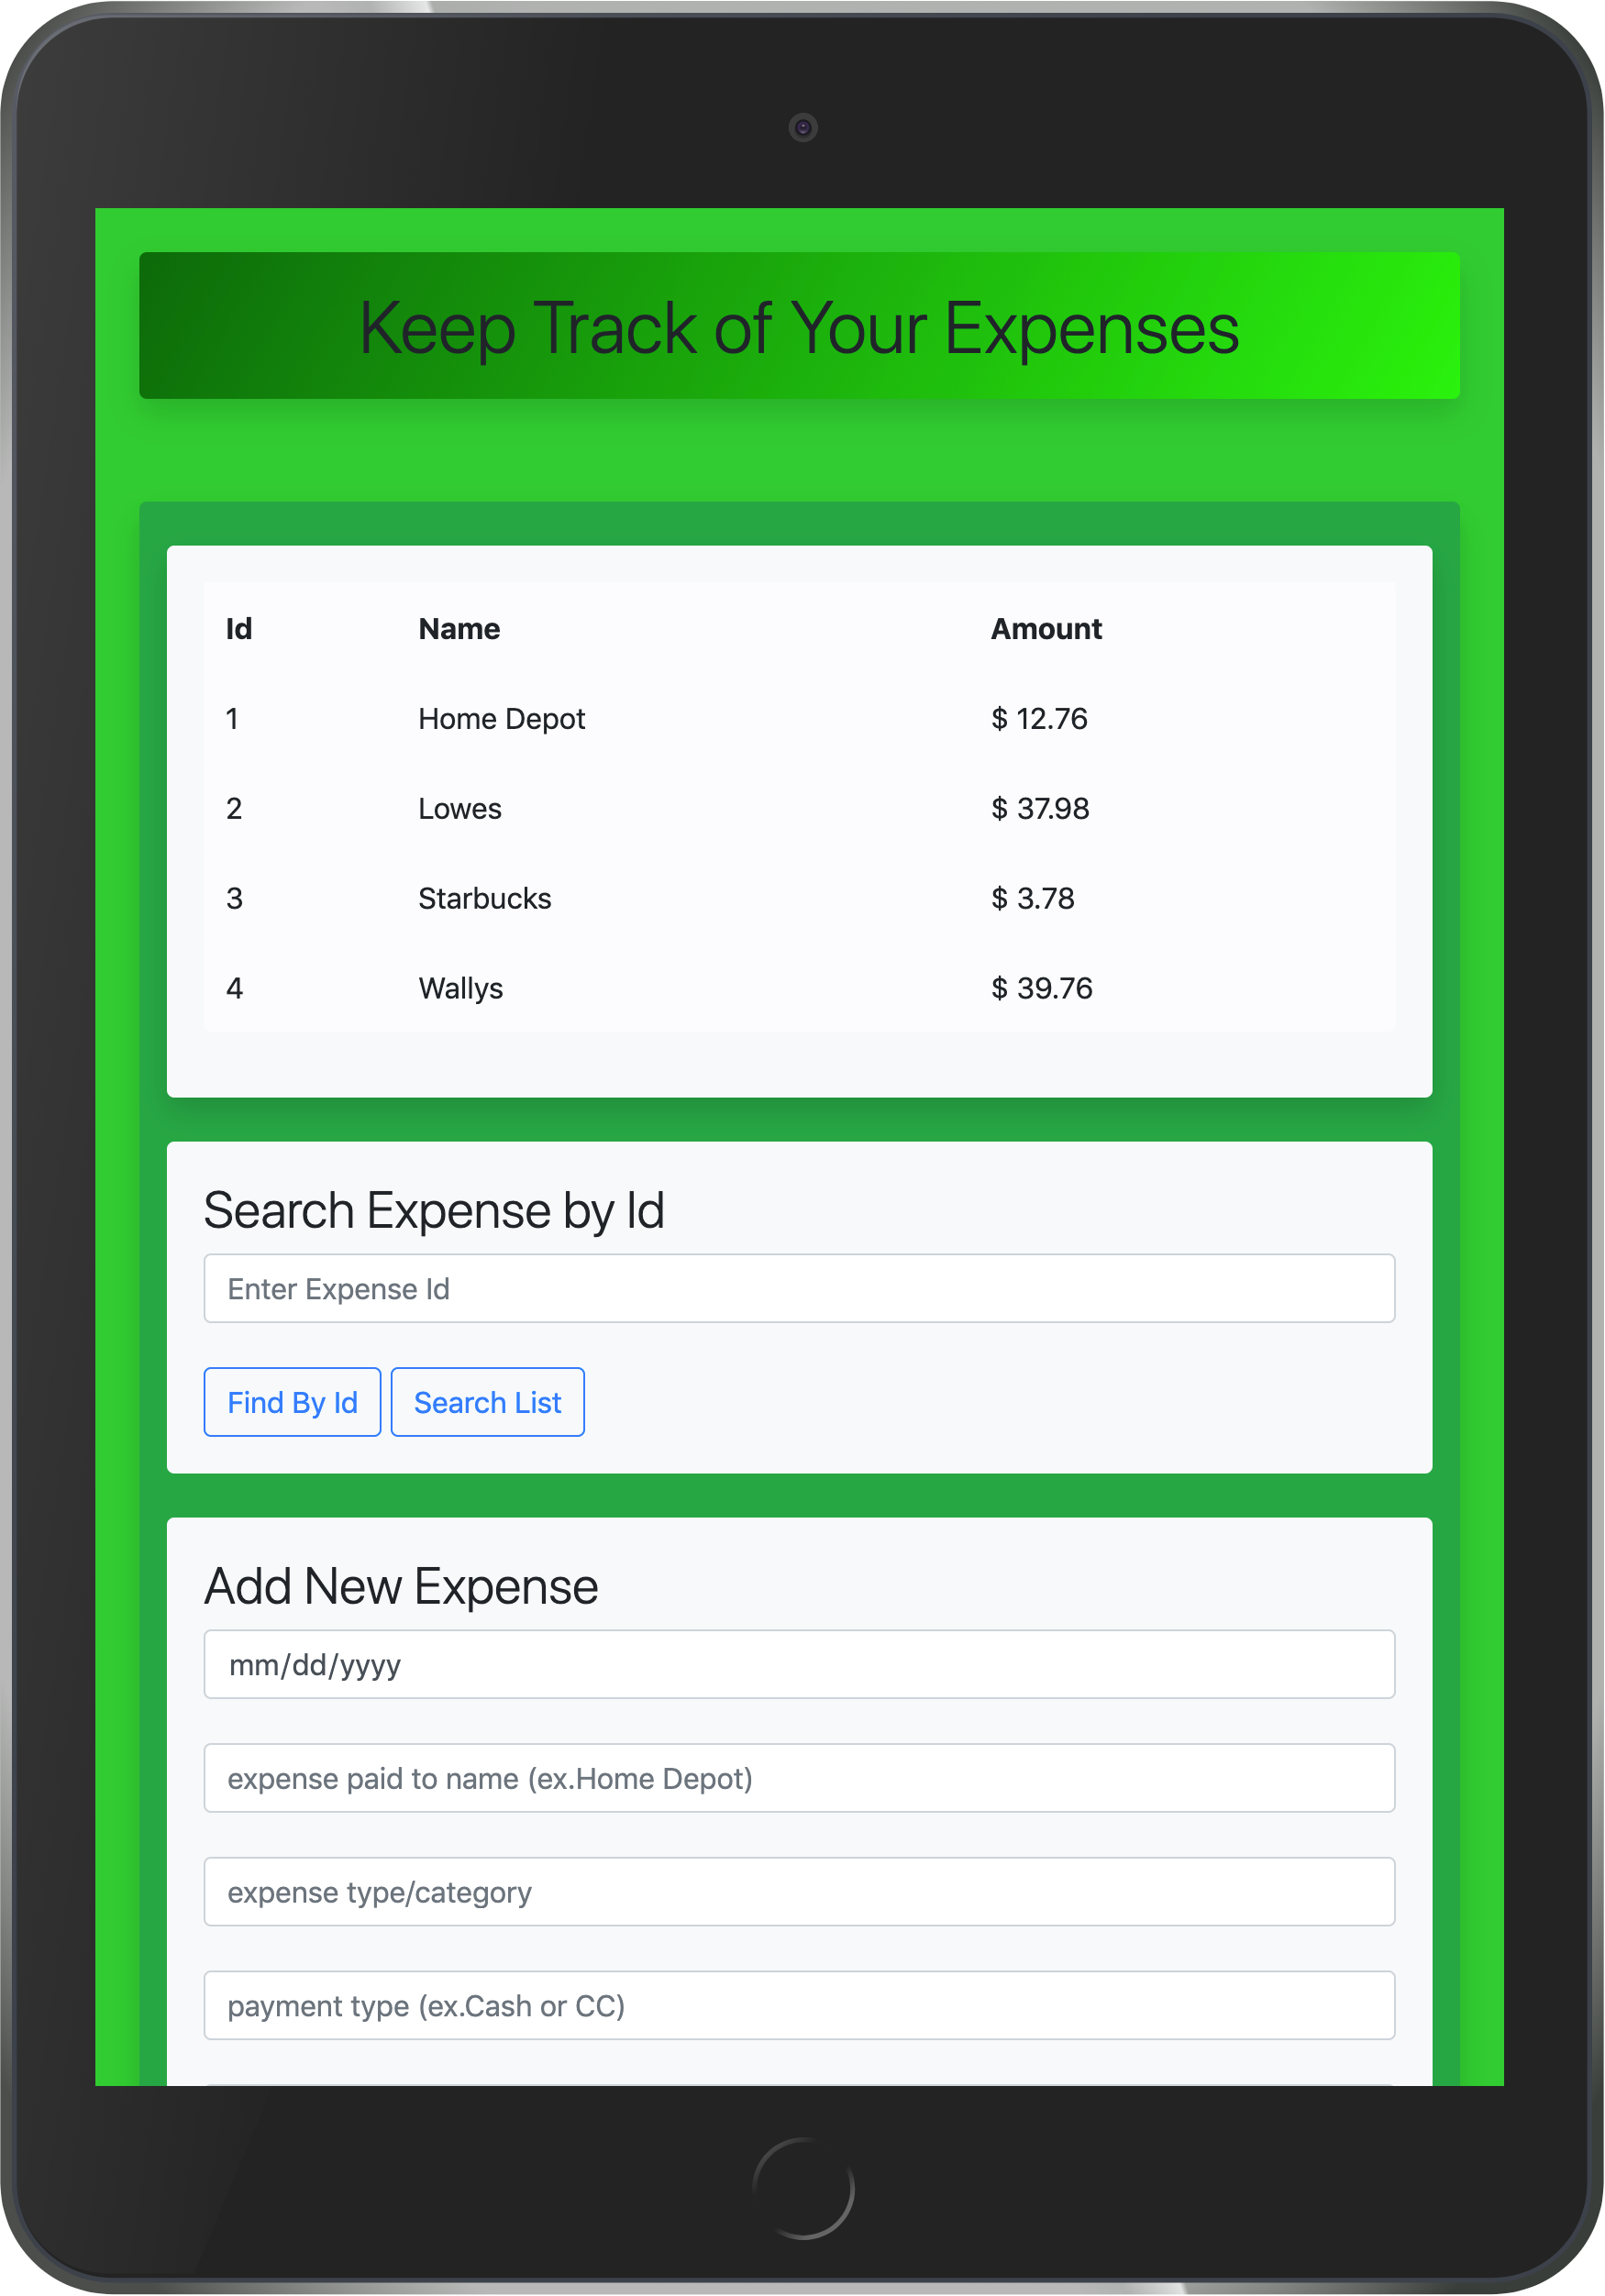 Keep Track of Your Expenses
Id Name Amount
1 Home Depot $ 12.76
2 Lowes $ 37.98
3 Starbucks $ 3.78
4 Wallys $ 39.76
Search Expense by Id
Enter Expense Id
Find By Id Search List
Add New Expense
mm/dd/yyyy
expense paid to name (ex.Home Depot)
expense type/category
payment type (ex.Cash or CC)